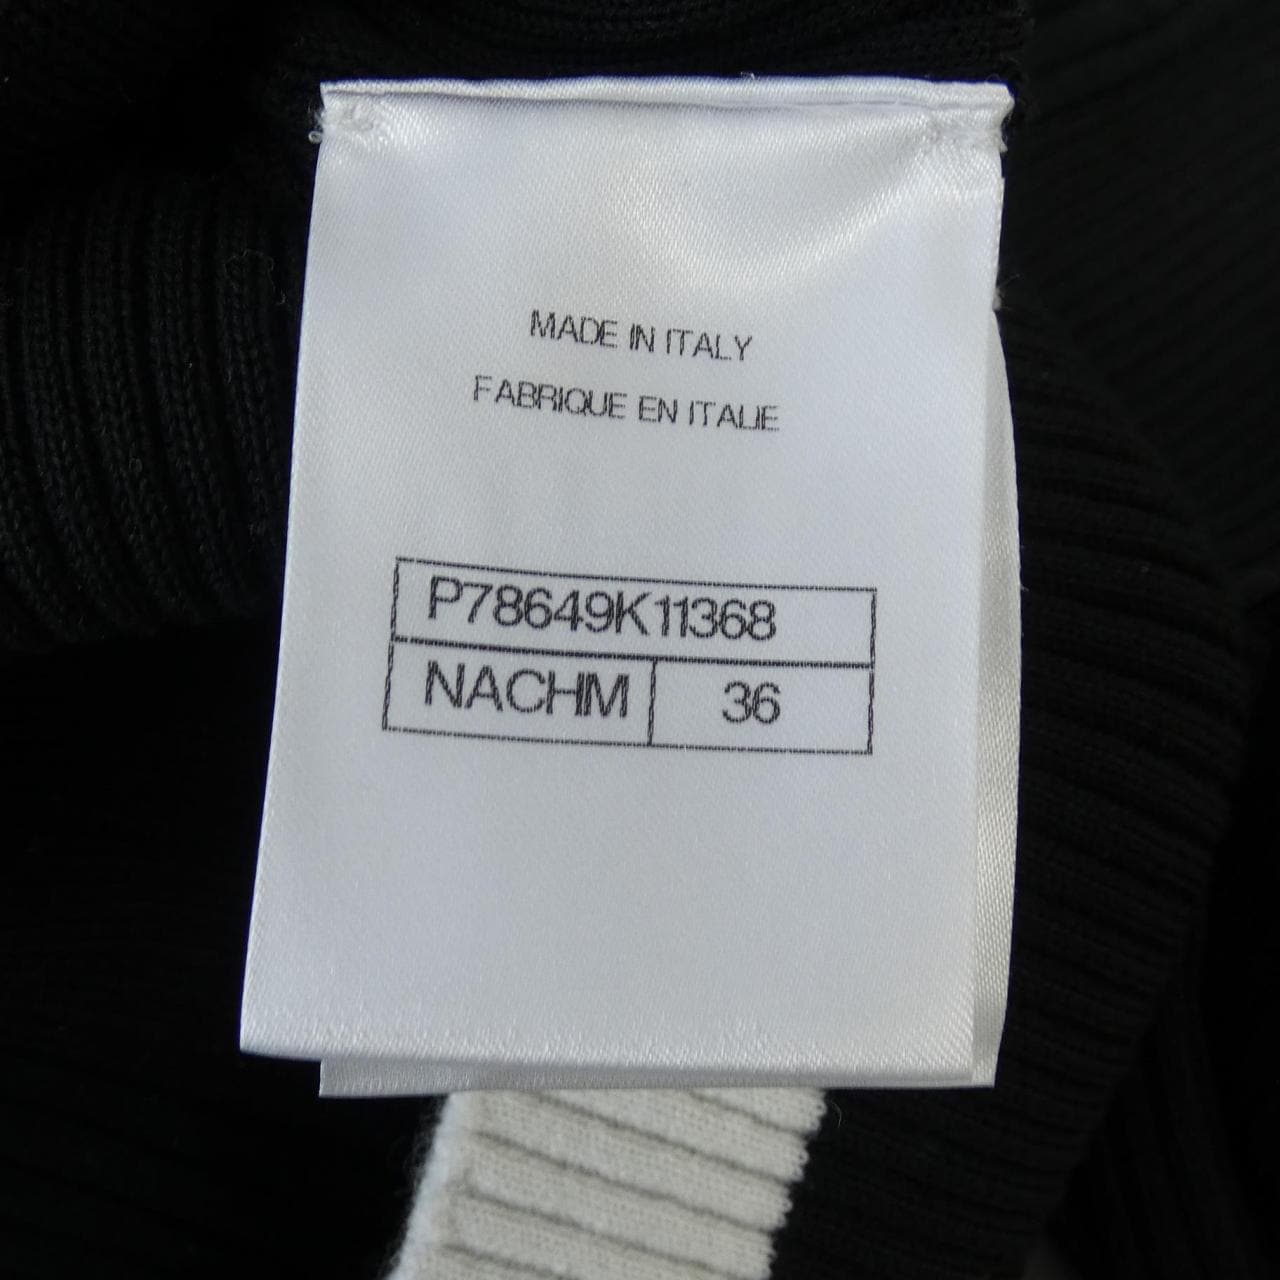 MADE IN ITALY
FABRIQUE EN ITALIE
P78649K11368
NACHM 36